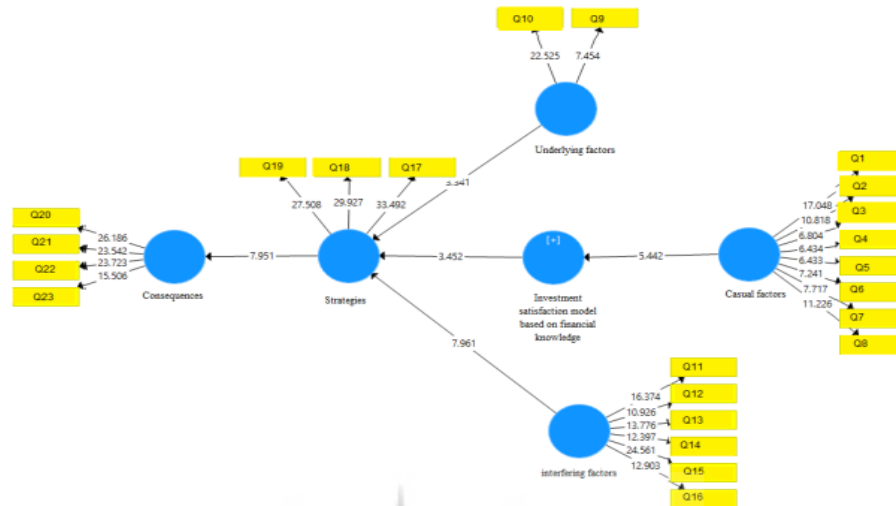 Q10
Q9
22.525
7.454
Underlying factors
Q19
Q18
Q17
27.508
29.927
33.492
3.341
Q1
Q2
Q3
Q4
Q5
Q6
Q7
Q8
17.048
10.818
6.804
6.434
6.433
7.241
7.717
11.226
Q20
Q21
Q22
Q23
26.186
23.542
23.723
15.506
Consequences
7.951
Strategies
3.452
[+]
Investment
satisfaction model
based on financial
knowledge
5.442
Casual factors
7.961
Q11
Q12
Q13
Q14
Q15
Q16
16.374
10.926
13.776
12.397
24.561
12.903
interfering factors